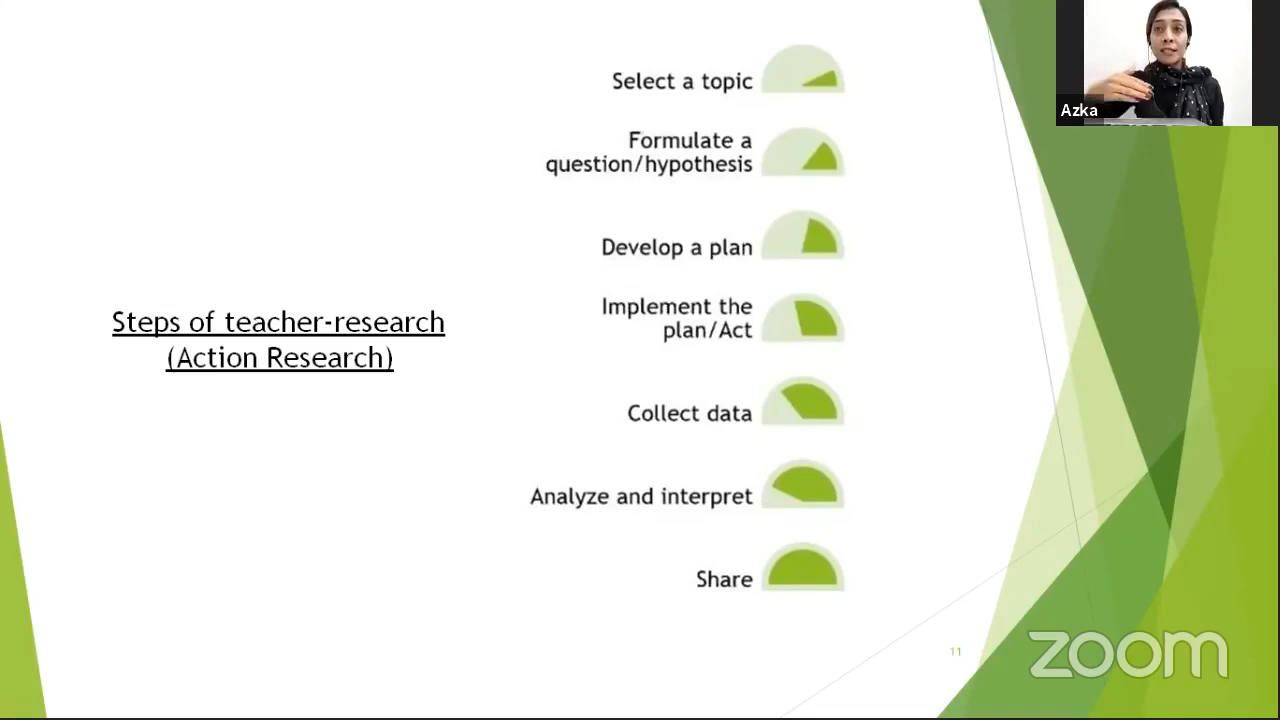 Steps of teacher-research
(Action Research)
Select a topic
Formulate a
question/hypothesis
Develop a plan
Implement the
plan/Act
Collect data
Analyze and interpret
Share
11
Azka
zoom